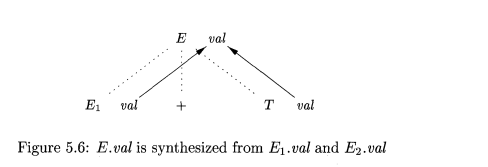 E val
E₁ val + T val
Figure 5.6: E.val is synthesized from E₁.val and E₂.val